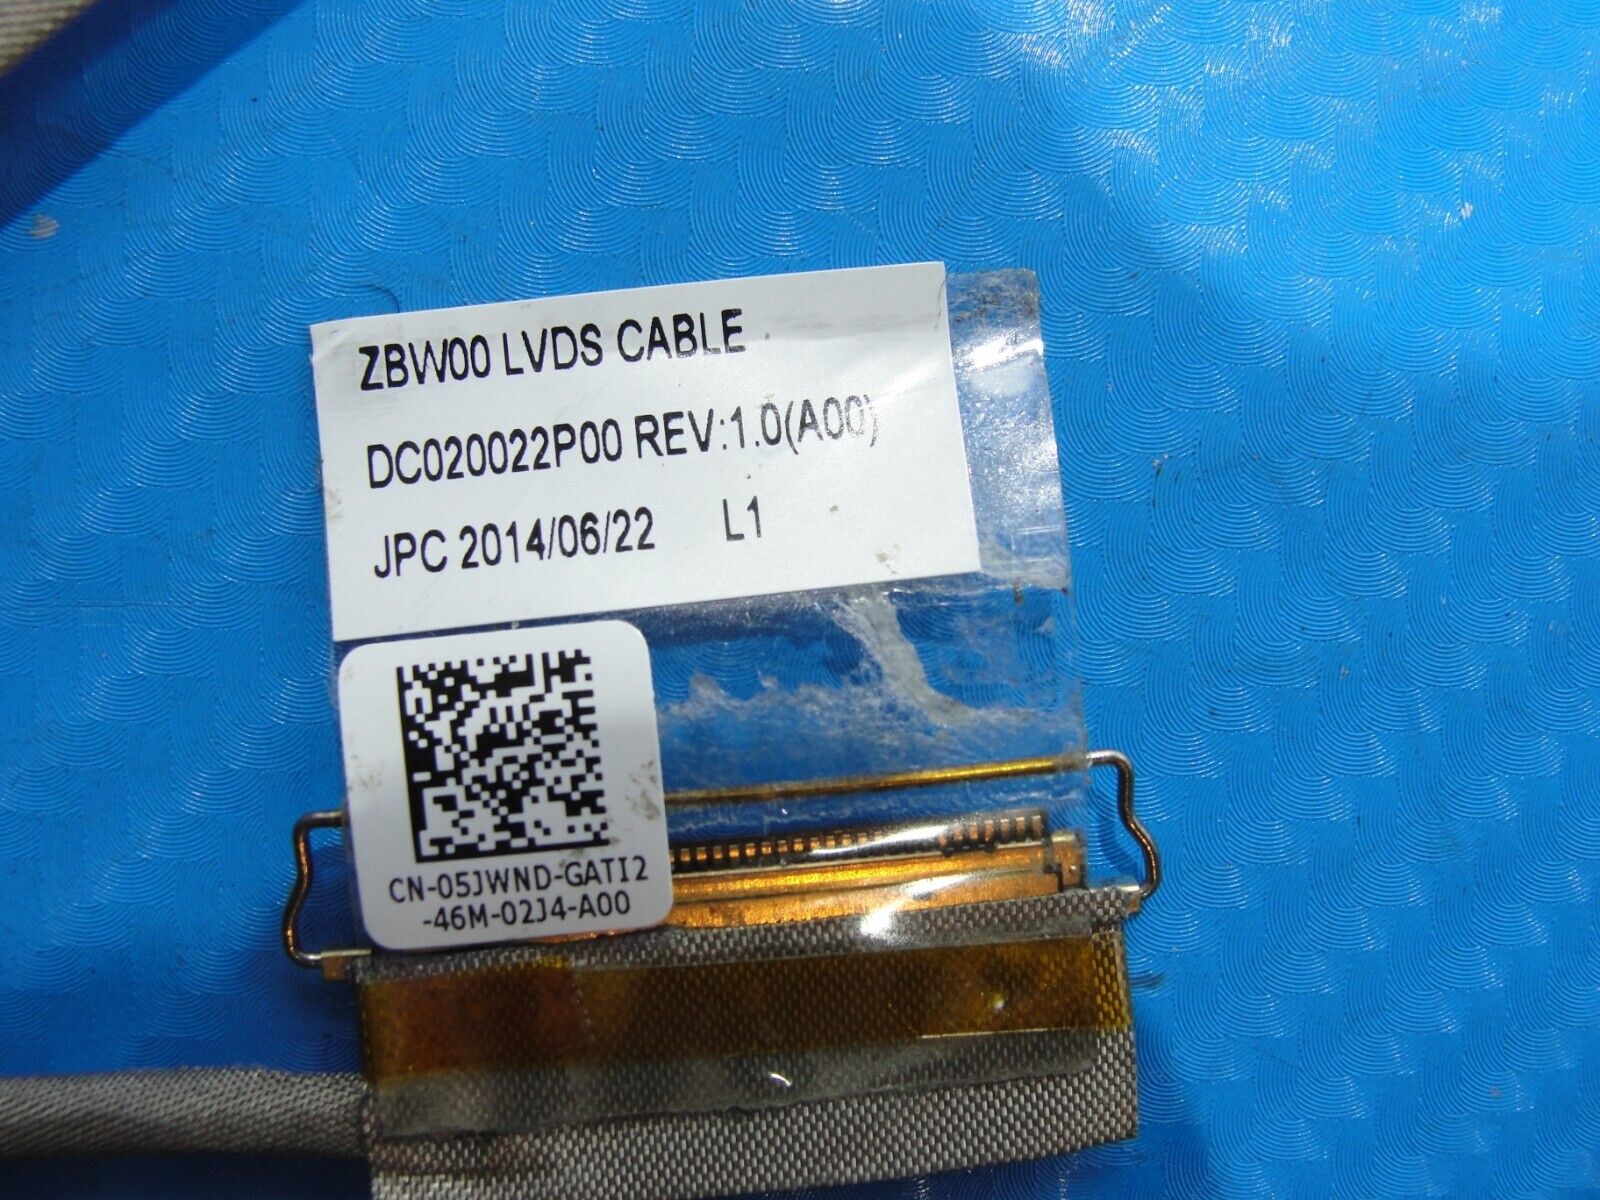 ZBW00 LVDS CABLE
DC020022P00 REV:1.0(A00)
JPC 2014/06/22 L1
CN-05JWND-GATI2
-46M-02J4-A00